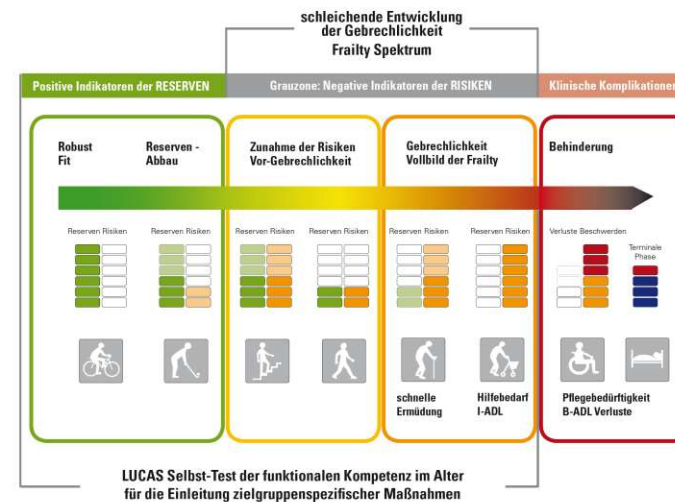 schleichende Entwicklung
der Gebrechlichkeit
Frailty Spektrum
Positive Indikatoren der RESERVEN
Grauzone: Negative Indikatoren der RISIKEN
Klinische Komplikationen
Robust
Fit
Reserven -
Abbau
Zunahme der Risiken
Vor-Gebrechlichkeit
Gebrechlichkeit
Vollbild der Frailty
Behinderung
Reserven Risiken
Reserven Risiken
Reserven Risiken
Reserven Risiken
Reserven Risiken
Reserven Risiken
Verluste Beschwerden
Terminale
Phase
schnelle
Ermüdung
Hilfebedarf
I-ADL
Pflegebedürftigkeit
B-ADL Verluste
LUCAS Selbst-Test der funktionalen Kompetenz im Alter
für die Einleitung zielgruppenspezifischer Maßnahmen